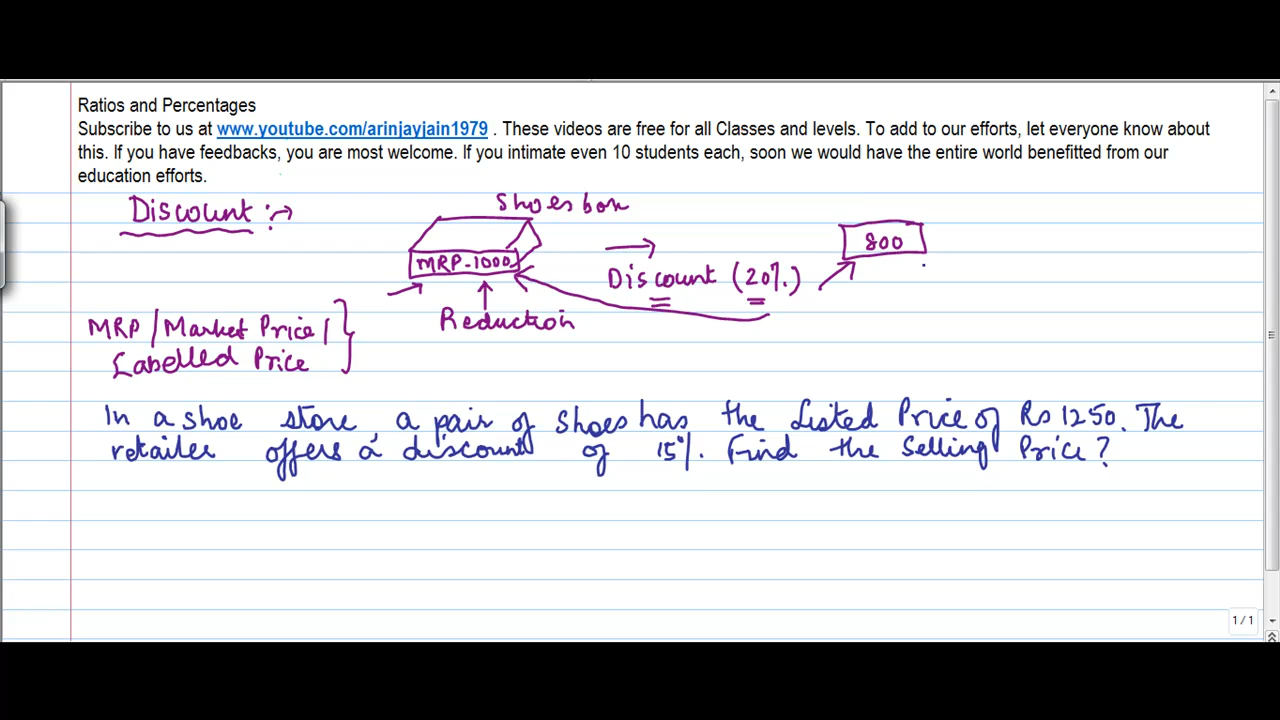 Ratios and Percentages
Subscribe to us at www.youtube.com/arinjayjain1979 . These videos are free for all Classes and levels. To add to our efforts, let everyone know about
this. If you have feedbacks, you are most welcome. If you intimate even 10 students each, soon we would have the entire world benefitted from our
education efforts.
Discount :→
Shoes box
MRP-1000
Discount (20%)
800
Reduction
MRP/Market Price/
Labelled Price
In a shoe store, a pair of shoes has the Listed Price of Rs 1250. The
retailer offers a discount of 15%. Find the Selling Price?
1 / 1